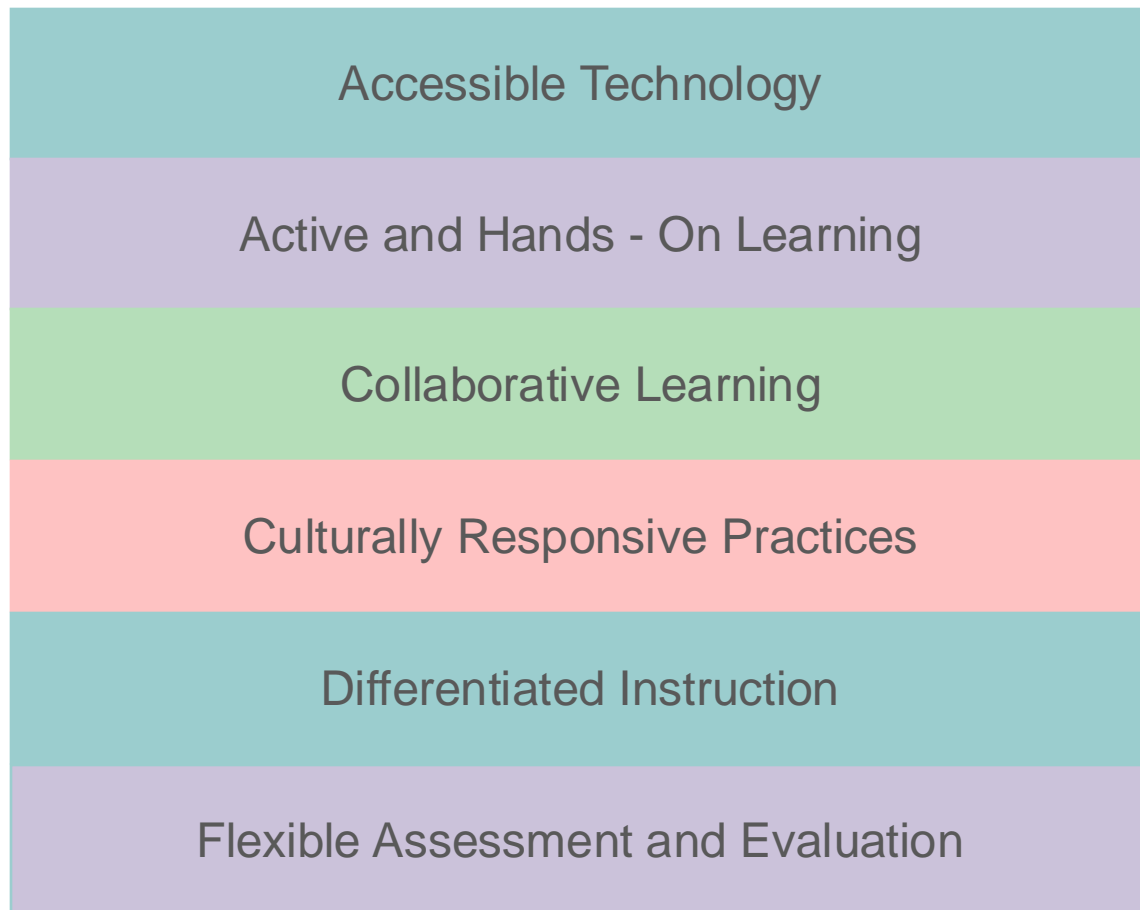 Accessible Technology
Active and Hands - On Learning
Collaborative Learning
Culturally Responsive Practices
Differentiated Instruction
Flexible Assessment and Evaluation